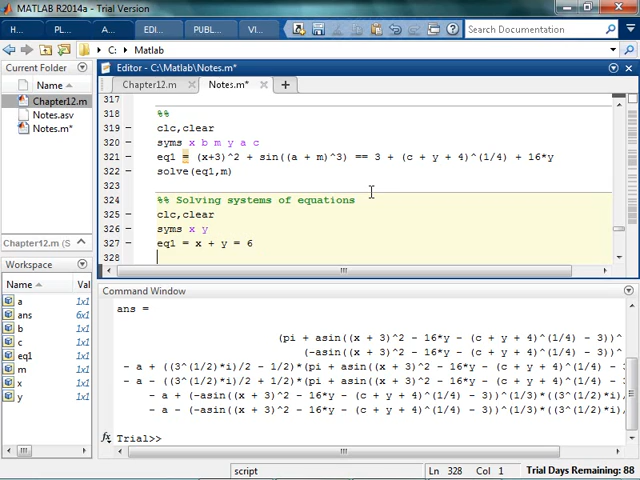 MATLAB R2014a - Trial Version
H... P... A... EDI... PUBL... VI... Search Documentation
C: ▸ Matlab
Current Folder
Name
Chapter12.m
Notes.asv
Notes.m*
Chapter12.m (S
Workspace
Name Val
a 1x1
ans 6x1
b 1x1
c 1x1
eq1 1x1
m 1x1
x 1x1
y 1x1
Editor - C:\Matlab\Notes.m*
Chapter12.m Notes.m*
317
318 %%
319 clc,clear
320 syms x b m y a c
321 eq1 = (x+3)^2 + sin((a + m)^3) == 3 + (c + y + 4)^(1/4) + 16*y
322 solve(eq1,m)
323
324 %% Solving systems of equations
325 clc,clear
326 syms x y
327 eq1 = x + y = 6
328
Command Window
ans =
(pi + asin((x + 3)^2 - 16*y - (c + y + 4)^(1/4) - 3))^
(-asin((x + 3)^2 - 16*y - (c + y + 4)^(1/4) - 3))^
- a + ((3^(1/2)*i)/2 - 1/2)*(pi + asin((x + 3)^2 - 16*y - (c + y + 4)^
- a - ((3^(1/2)*i)/2 + 1/2)*(pi + asin((x + 3)^2 - 16*y - (c + y + 4)^
- a + (-asin((x + 3)^2 - 16*y - (c + y + 4)^(1/4) - 3))^(1/3)*((3^(1/2)*i)/
- a - (-asin((x + 3)^2 - 16*y - (c + y + 4)^(1/4) - 3))^(1/3)*((3^(1/2)*i)/
fx Trial>>
script Ln 328 Col 1 Trial Days Remaining: 88